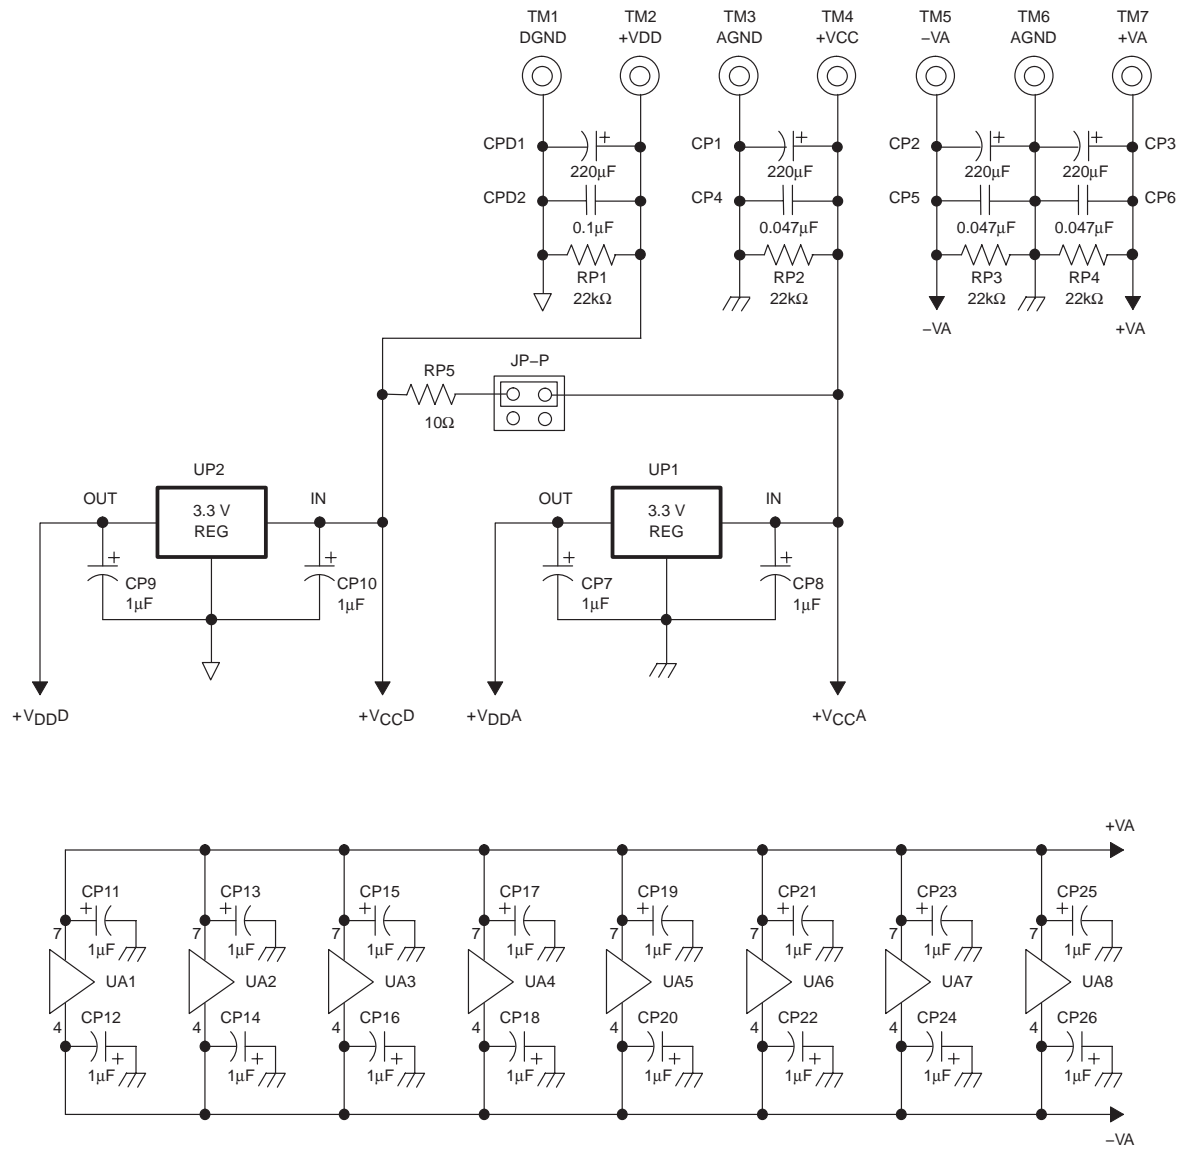 TM1 TM2 TM3 TM4 TM5 TM6 TM7
DGND +VDD AGND +VCC –VA AGND +VA
CPD1 + CP1 + CP2 + + CP3
220µF 220µF 220µF 220µF
CPD2 CP4 CP5 CP6
0.1µF 0.047µF 0.047µF 0.047µF
RP1 RP2 RP3 RP4
22kΩ 22kΩ 22kΩ 22kΩ
–VA +VA
RP5 JP–P
10Ω
UP2 UP1
OUT 3.3 V IN OUT 3.3 V IN
REG REG
+ + + +
CP9 CP10 CP7 CP8
1µF 1µF 1µF 1µF
+VDDD +VCCD +VDDA +VCCA
+VA
CP11 CP13 CP15 CP17 CP19 CP21 CP23 CP25
+ + + + + + + +
7 7 7 7 7 7 7 7
1µF 1µF 1µF 1µF 1µF 1µF 1µF 1µF
UA1 UA2 UA3 UA4 UA5 UA6 UA7 UA8
CP12 CP14 CP16 CP18 CP20 CP22 CP24 CP26
4 4 4 4 4 4 4 4
+ + + + + + + +
1µF 1µF 1µF 1µF 1µF 1µF 1µF 1µF
–VA